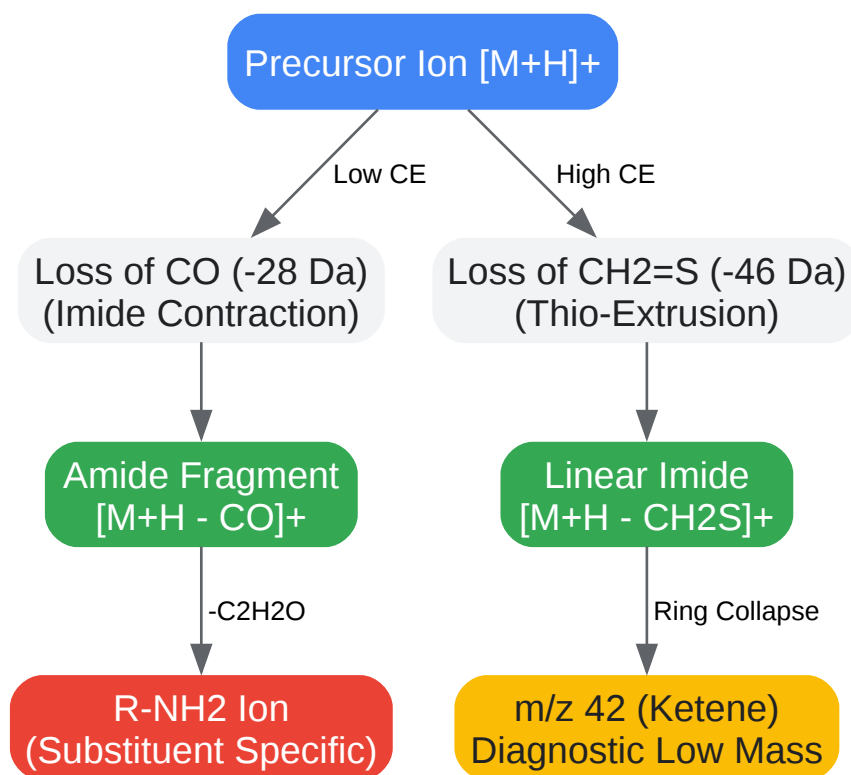 Precursor Ion [M+H]+
Low CE
High CE
Loss of CO (-28 Da)
(Imide Contraction)
Loss of CH2=S (-46 Da)
(Thio-Extrusion)
Amide Fragment
[M+H - CO]+
Linear Imide
[M+H - CH2S]+
-C2H2O
Ring Collapse
R-NH2 Ion
(Substituent Specific)
m/z 42 (Ketene)
Diagnostic Low Mass